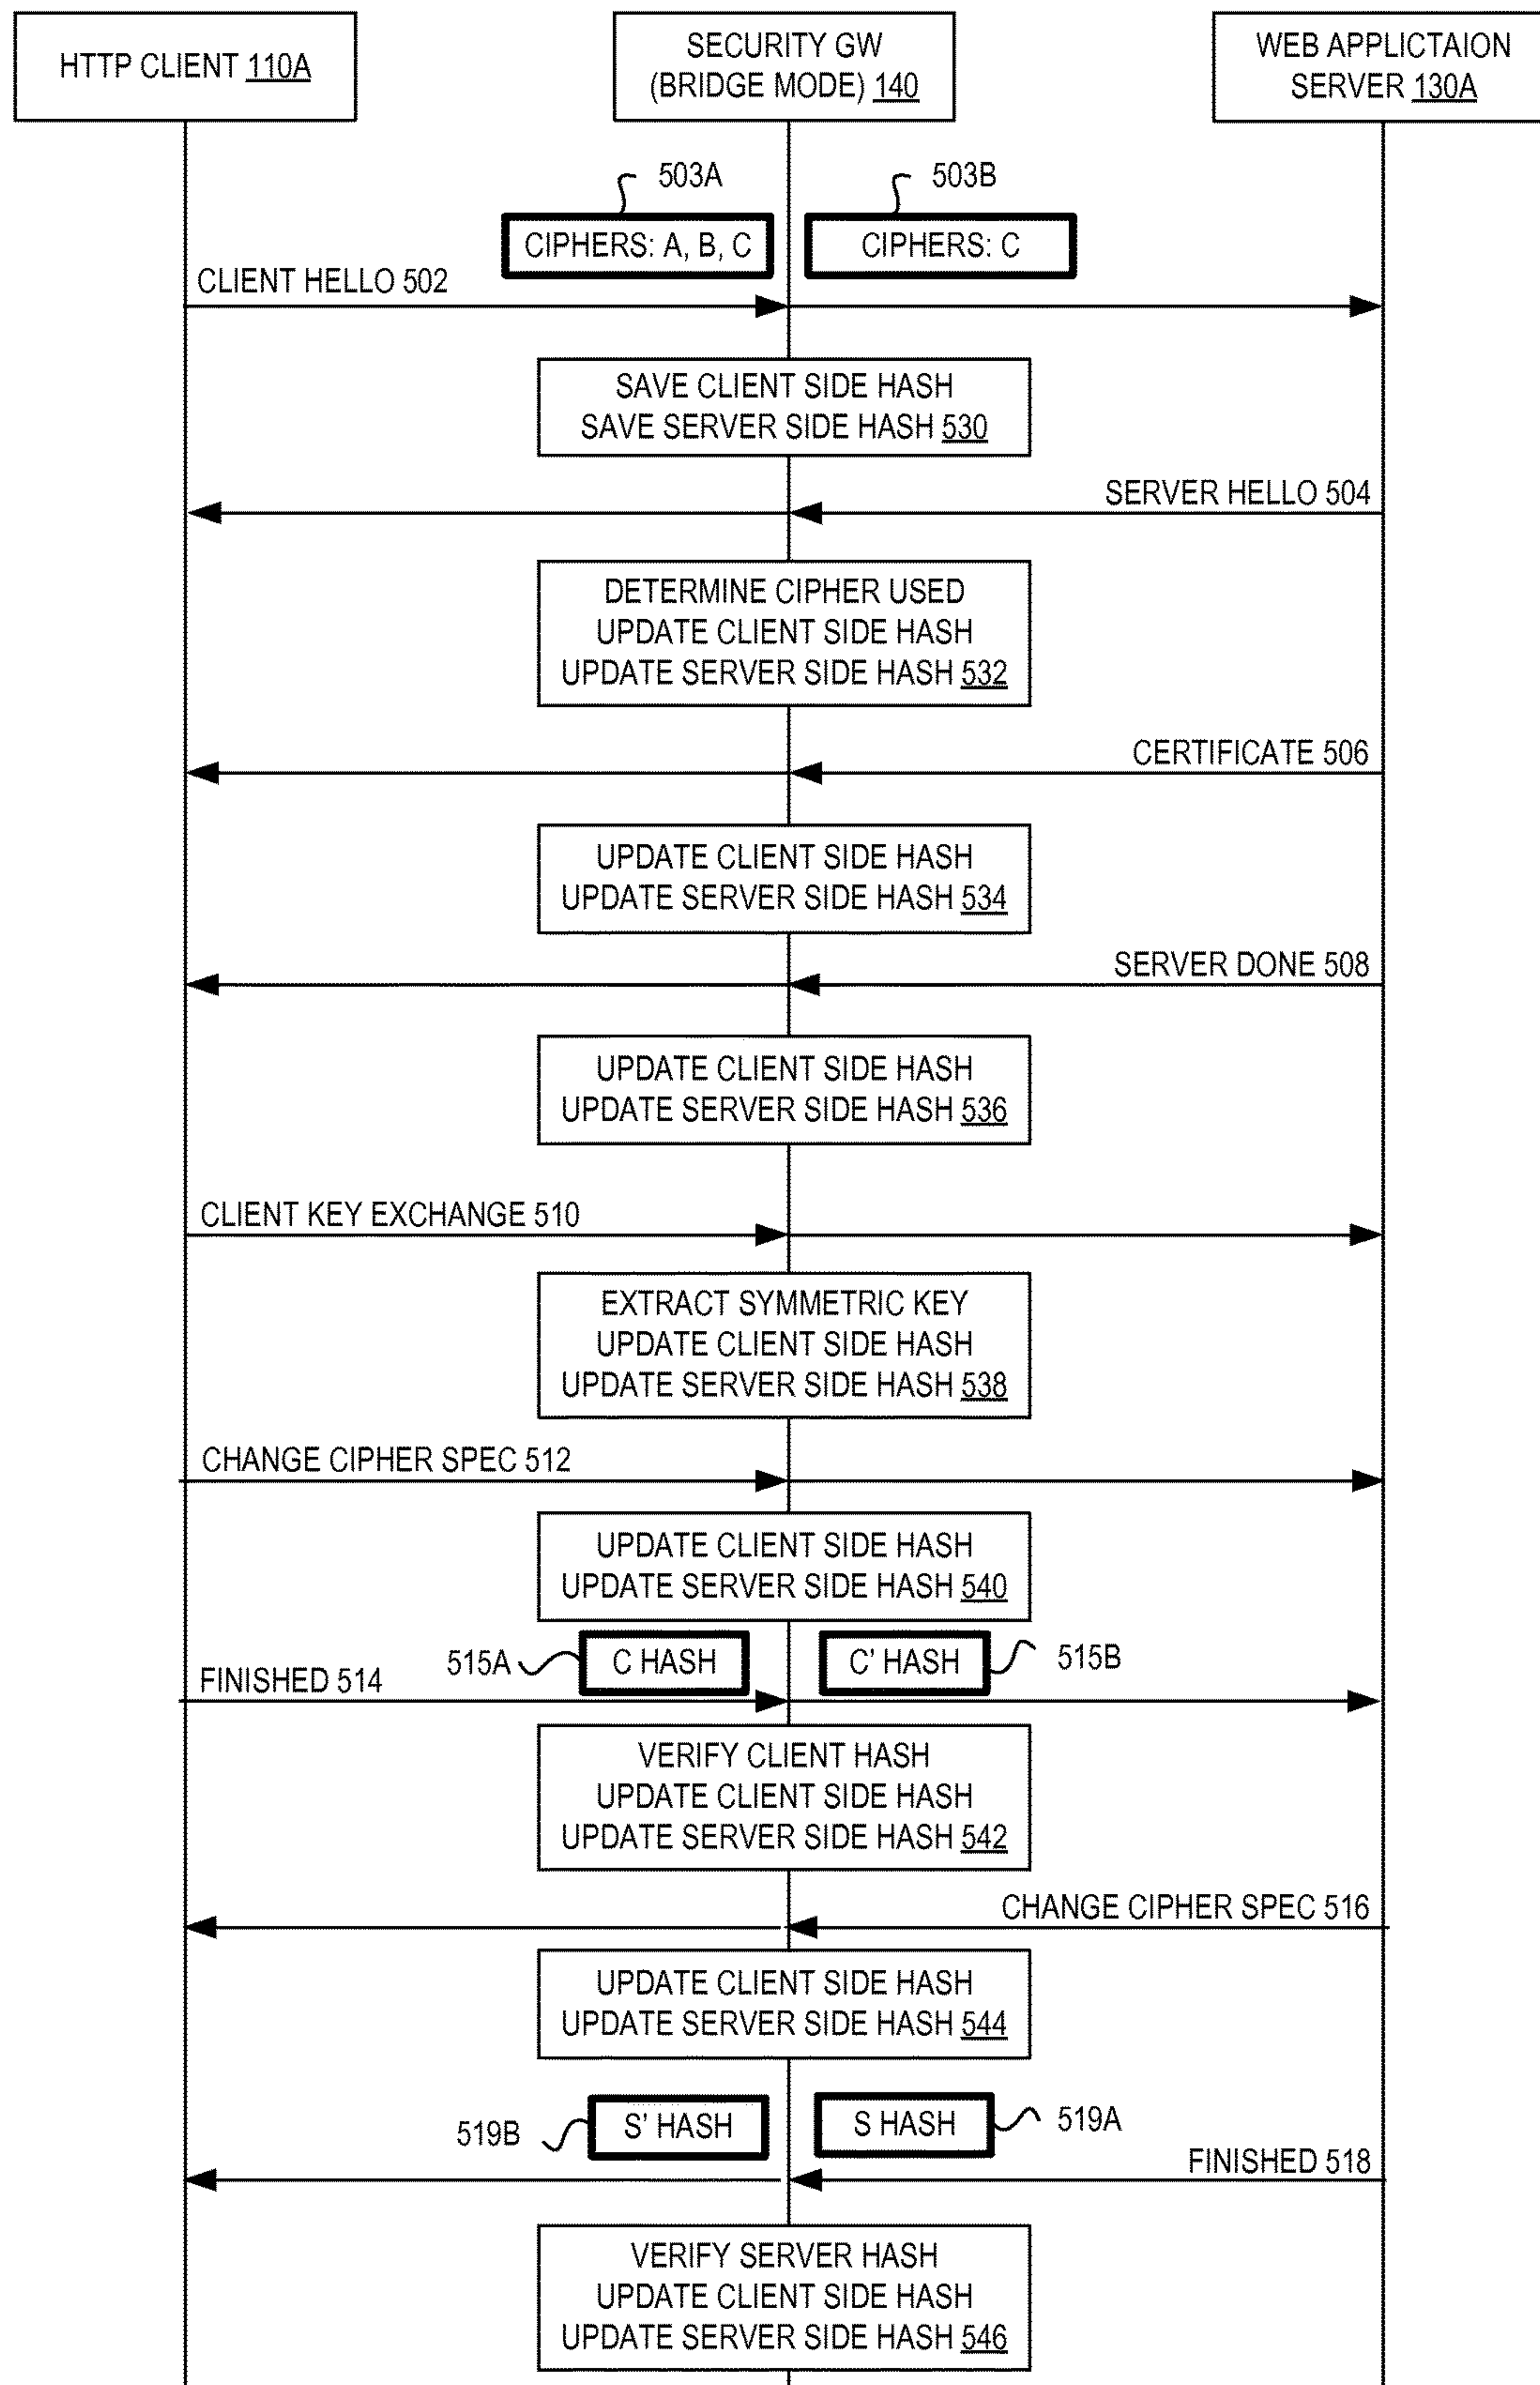 HTTP CLIENT 110A
SECURITY GW
(BRIDGE MODE) 140
WEB APPLICTAION
SERVER 130A
503A
503B
CIPHERS: A, B, C
CIPHERS: C
CLIENT HELLO 502
SAVE CLIENT SIDE HASH
SAVE SERVER SIDE HASH 530
SERVER HELLO 504
DETERMINE CIPHER USED
UPDATE CLIENT SIDE HASH
UPDATE SERVER SIDE HASH 532
CERTIFICATE 506
UPDATE CLIENT SIDE HASH
UPDATE SERVER SIDE HASH 534
SERVER DONE 508
UPDATE CLIENT SIDE HASH
UPDATE SERVER SIDE HASH 536
CLIENT KEY EXCHANGE 510
EXTRACT SYMMETRIC KEY
UPDATE CLIENT SIDE HASH
UPDATE SERVER SIDE HASH 538
CHANGE CIPHER SPEC 512
UPDATE CLIENT SIDE HASH
UPDATE SERVER SIDE HASH 540
515A
C HASH
C' HASH
515B
FINISHED 514
VERIFY CLIENT HASH
UPDATE CLIENT SIDE HASH
UPDATE SERVER SIDE HASH 542
CHANGE CIPHER SPEC 516
UPDATE CLIENT SIDE HASH
UPDATE SERVER SIDE HASH 544
519B
S' HASH
S HASH
519A
FINISHED 518
VERIFY SERVER HASH
UPDATE CLIENT SIDE HASH
UPDATE SERVER SIDE HASH 546